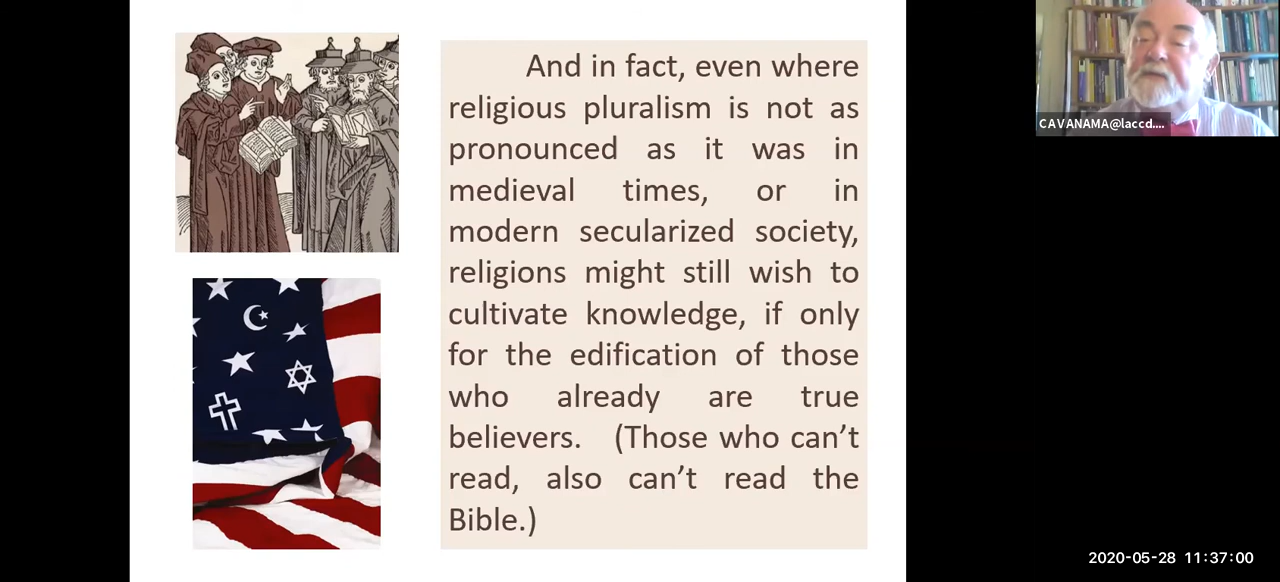 And in fact, even where
religious pluralism is not as
pronounced as it was in
medieval times, or in
modern secularized society,
religions might still wish to
cultivate knowledge, if only
for the edification of those
who already are true
believers. (Those who can’t
read, also can’t read the
Bible.)
CAVANAMA@laccd....
2020-05-28 11:37:00